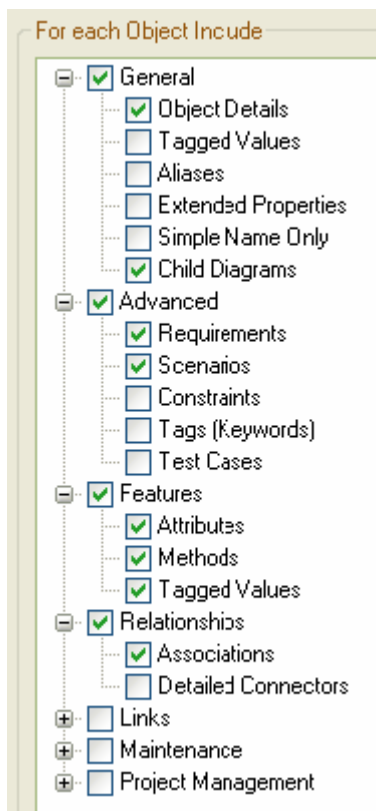 For each Object Incude
General
Object Details
Tagged Values
Aliases
Extended Properties
Simple Name Only
Child Diagrams
Advanced
Requirements
Scenarios
Constraints
Tags (Keywords)
Test Cases
Features
Attributes
Methods
Tagged Values
Relationships
Associations
Detailed Connectors
Links
Maintenance
Project Management